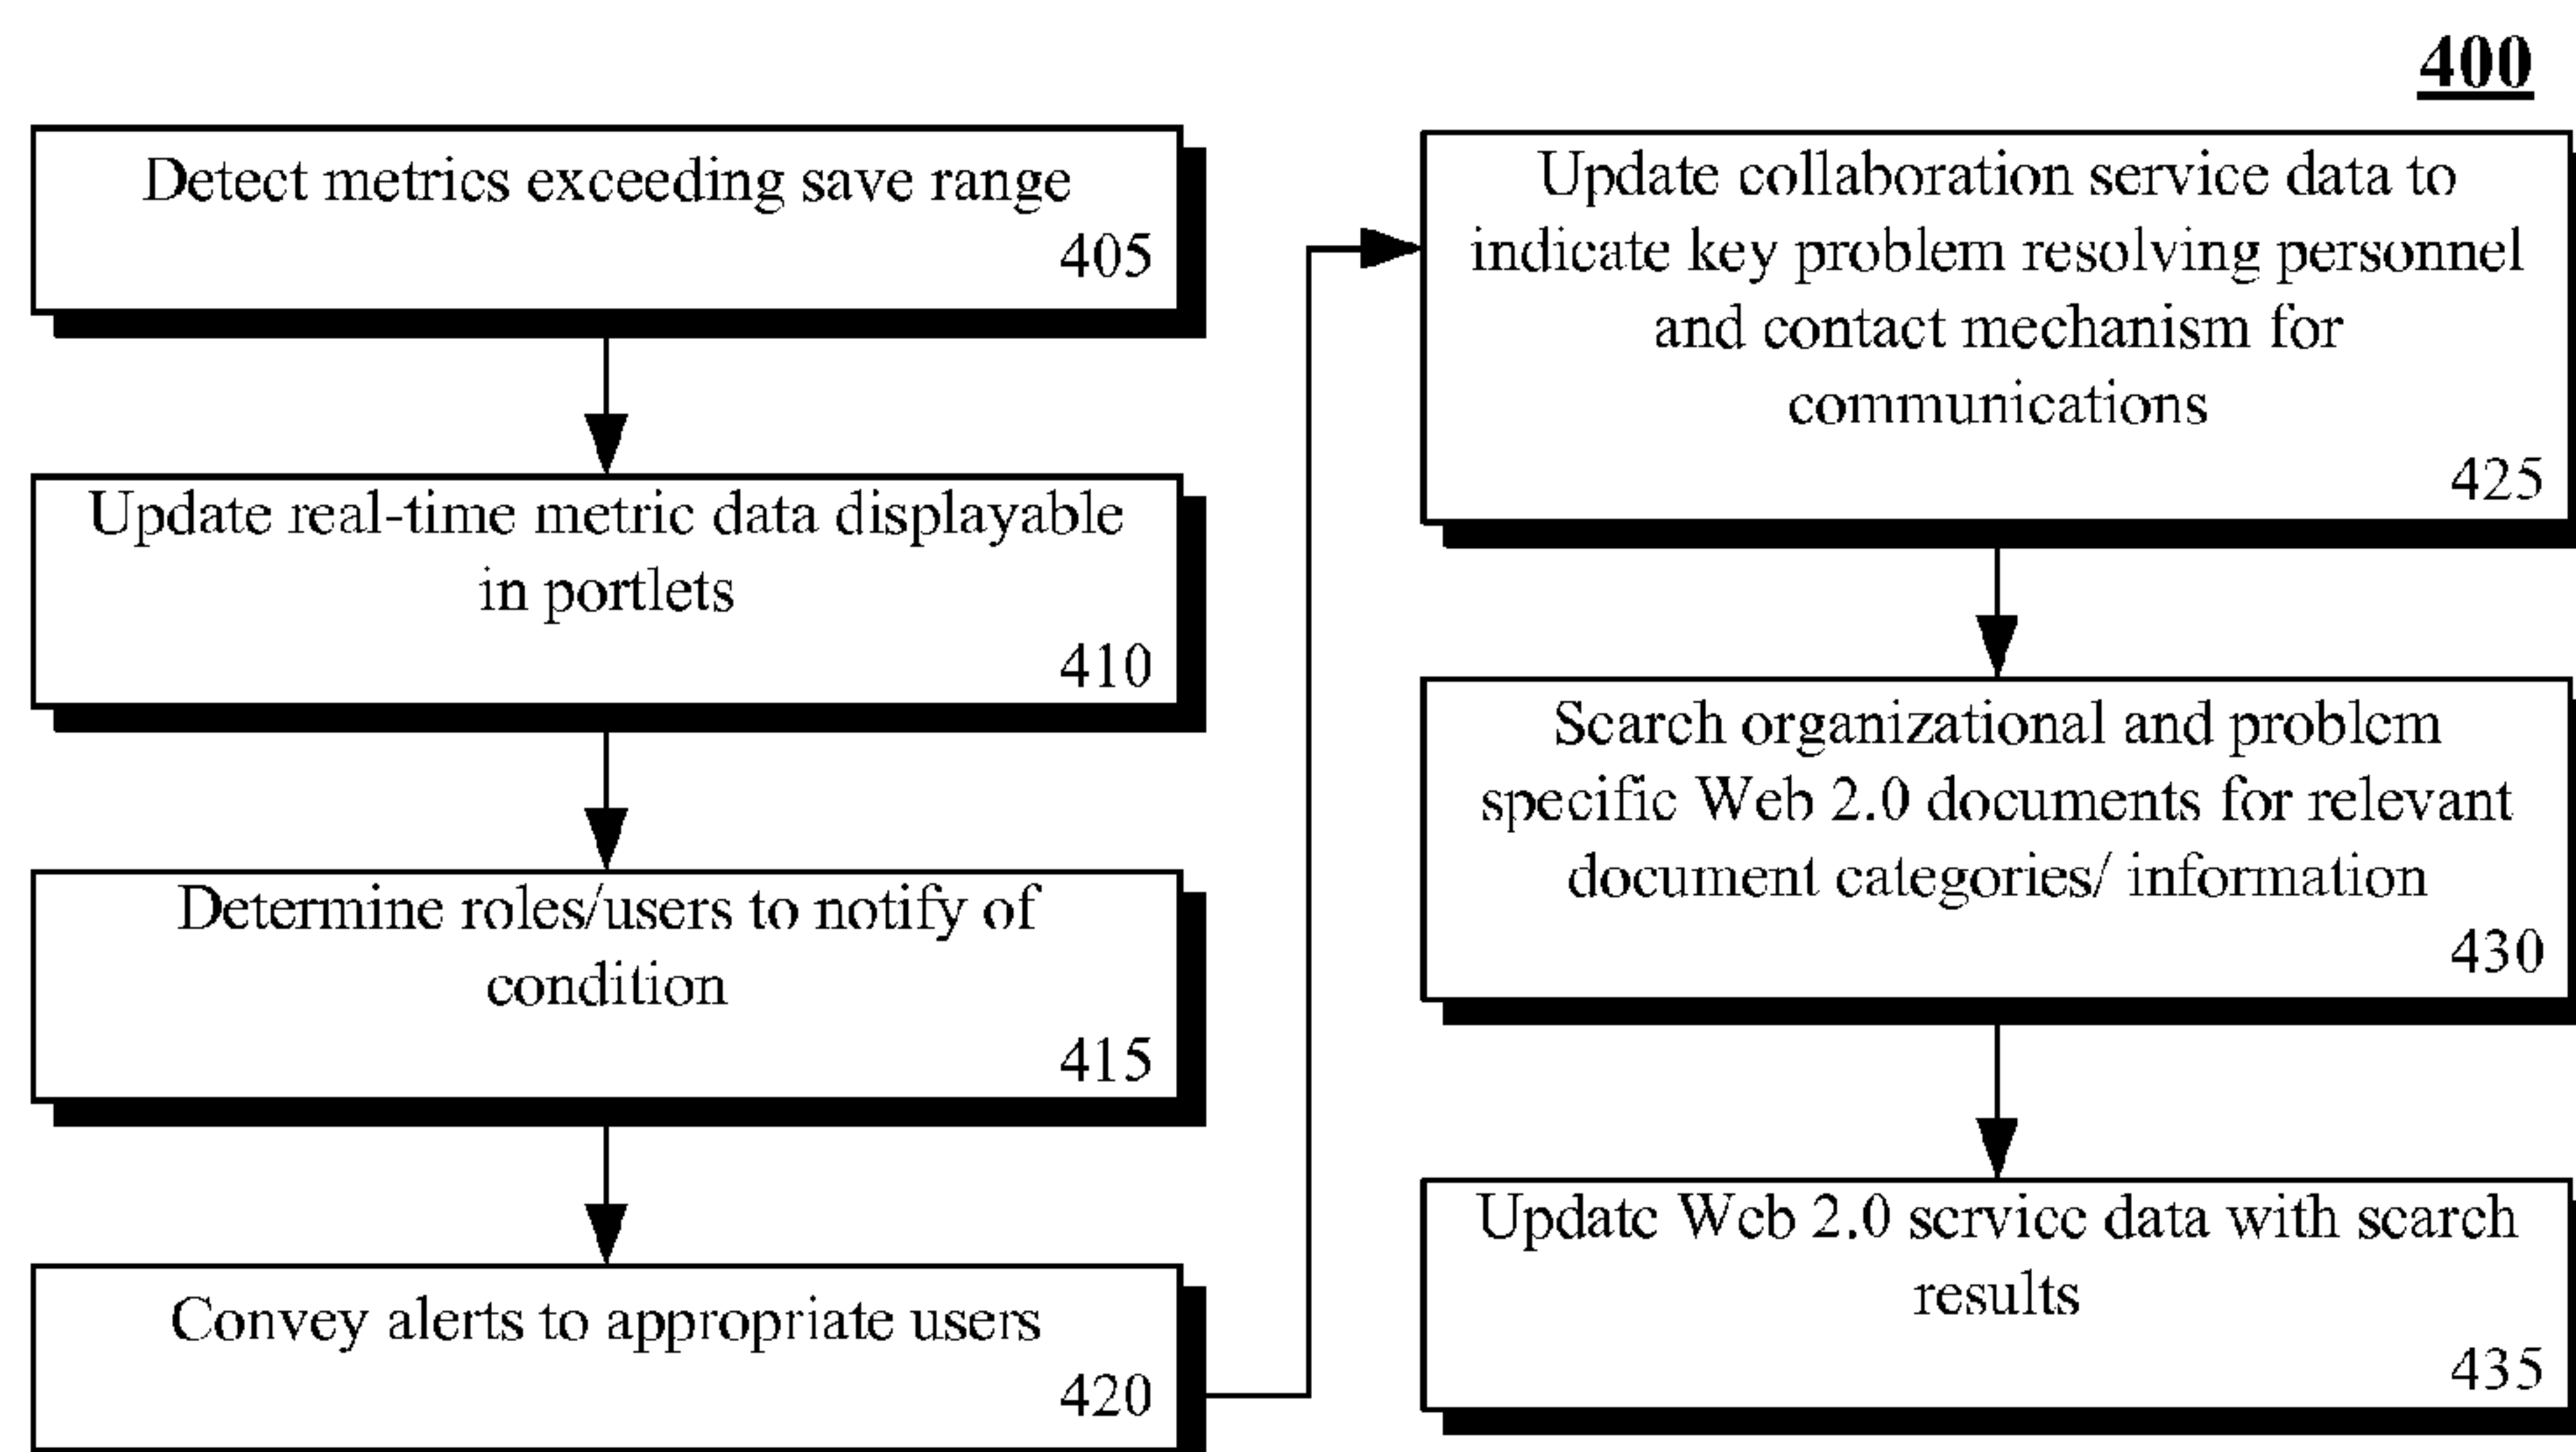 400
Detect metrics exceeding save range
405
Update real-time metric data displayable
in portlets
410
Determine roles/users to notify of
condition
415
Convey alerts to appropriate users
420
Update collaboration service data to
indicate key problem resolving personnel
and contact mechanism for
communications
425
Search organizational and problem
specific Web 2.0 documents for relevant
document categories/ information
430
Update Web 2.0 service data with search
results
435